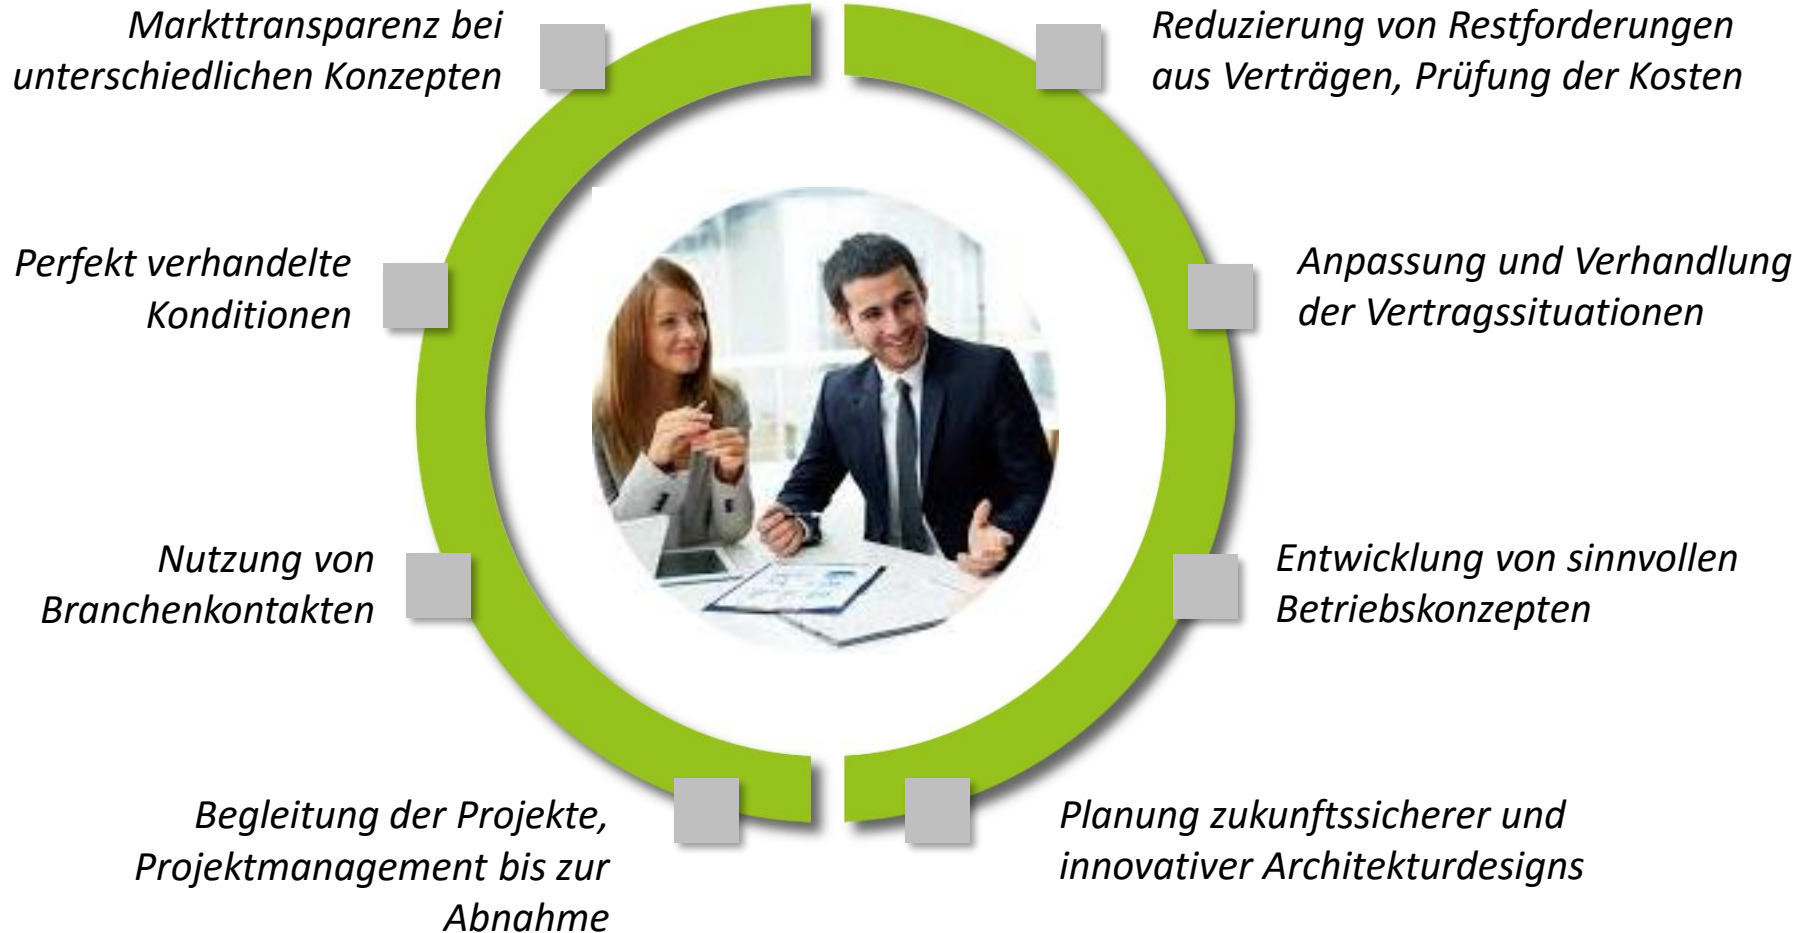 Markttransparenz bei
unterschiedlichen Konzepten
Reduzierung von Restforderungen
aus Verträgen, Prüfung der Kosten
Perfekt verhandelte
Konditionen
Anpassung und Verhandlung
der Vertragssituationen
Nutzung von
Branchenkontakten
Entwicklung von sinnvollen
Betriebskonzepten
Begleitung der Projekte,
Projektmanagement bis zur
Abnahme
Planung zukunftssicherer und
innovativer Architekturdesigns